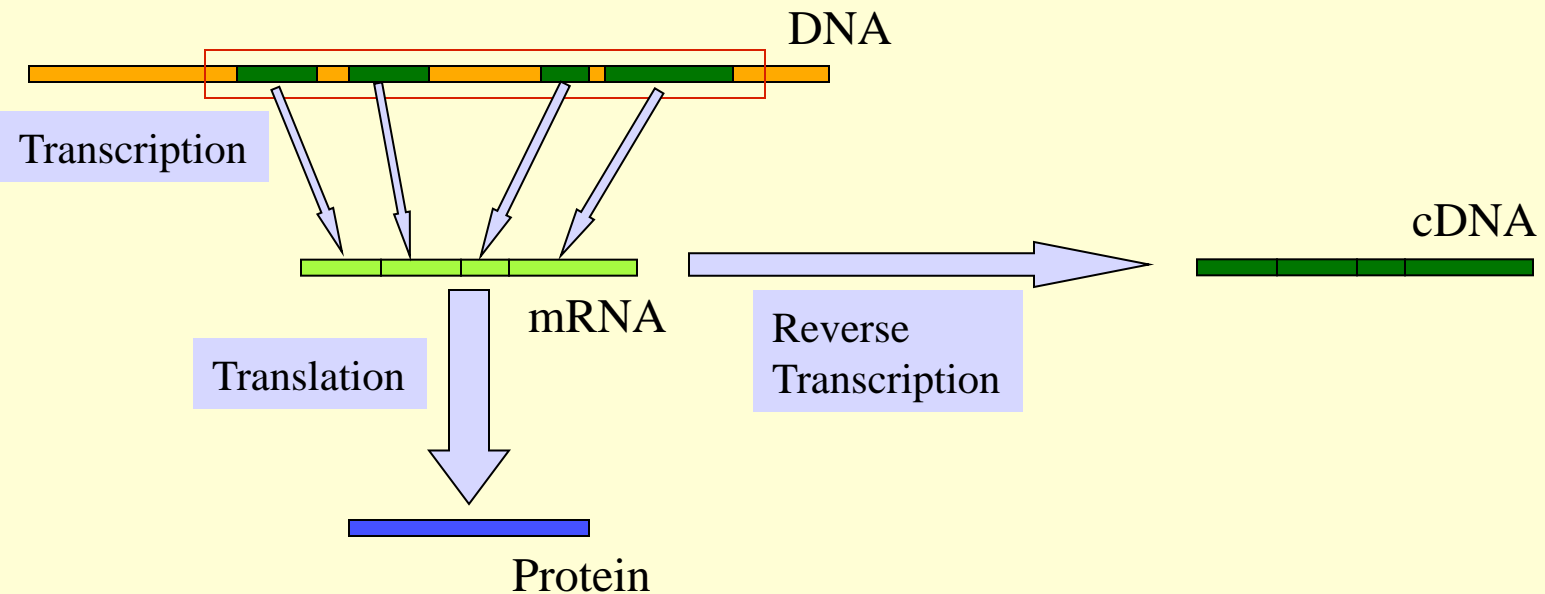 DNA
Transcription
cDNA
mRNA
Reverse
Transcription
Translation
Protein